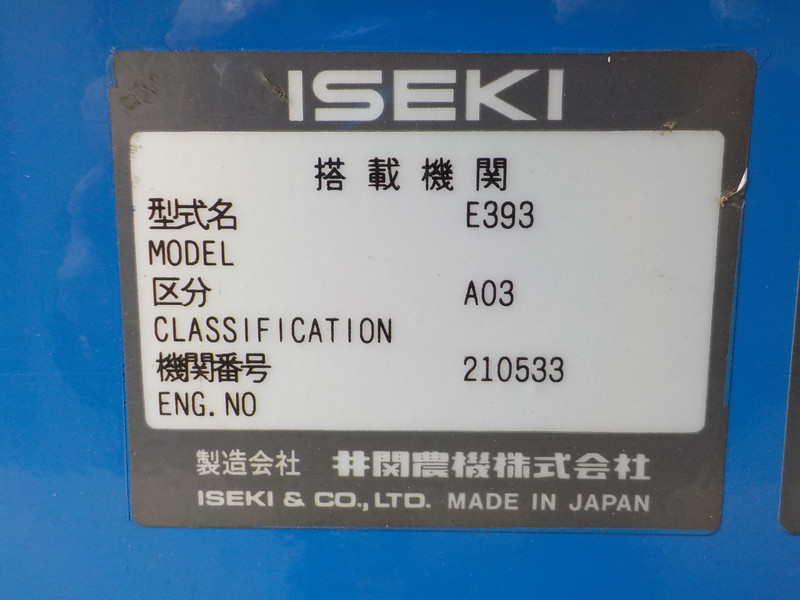 ISEKI
搭載機関
型式名 E393
MODEL
区分 A03
CLASSIFICATION
機関番号 210533
ENG.NO
製造会社 井関農機株式会社
ISEKI & CO.,LTD. MADE IN JAPAN